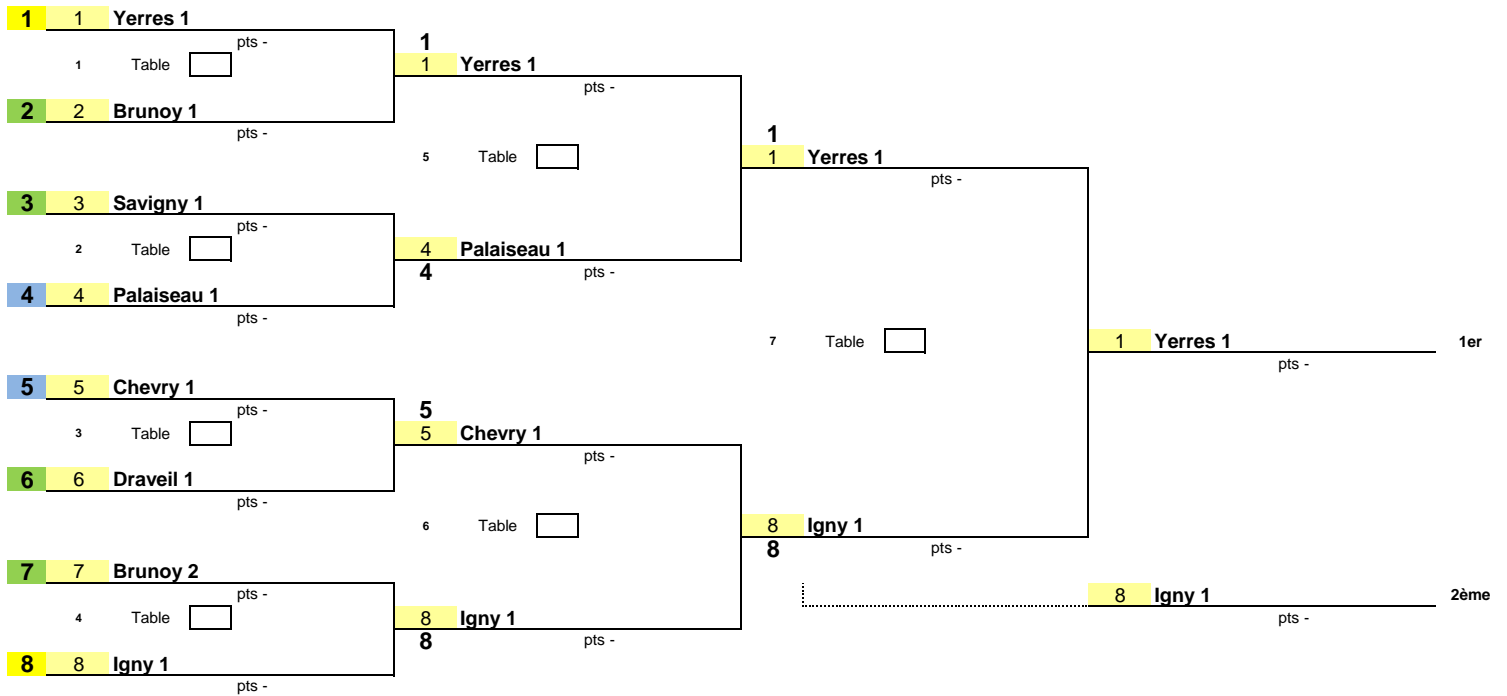 1 1 Yerres 1
pts -
1
1 Table
1 Yerres 1
pts -
2 2 Brunoy 1
pts -
1
5 Table
1 Yerres 1
pts -
3 3 Savigny 1
pts -
2 Table
4 Palaiseau 1
4
pts -
4 4 Palaiseau 1
pts -
7 Table
1 Yerres 1
1er
pts -
5 5 Chevry 1
pts -
5
3 Table
5 Chevry 1
pts -
6 6 Draveil 1
pts -
6 Table
8 Igny 1
8
pts -
7 7 Brunoy 2
pts -
8 Igny 1
2ème
pts -
4 Table
8 Igny 1
8
pts -
8 8 Igny 1
pts -